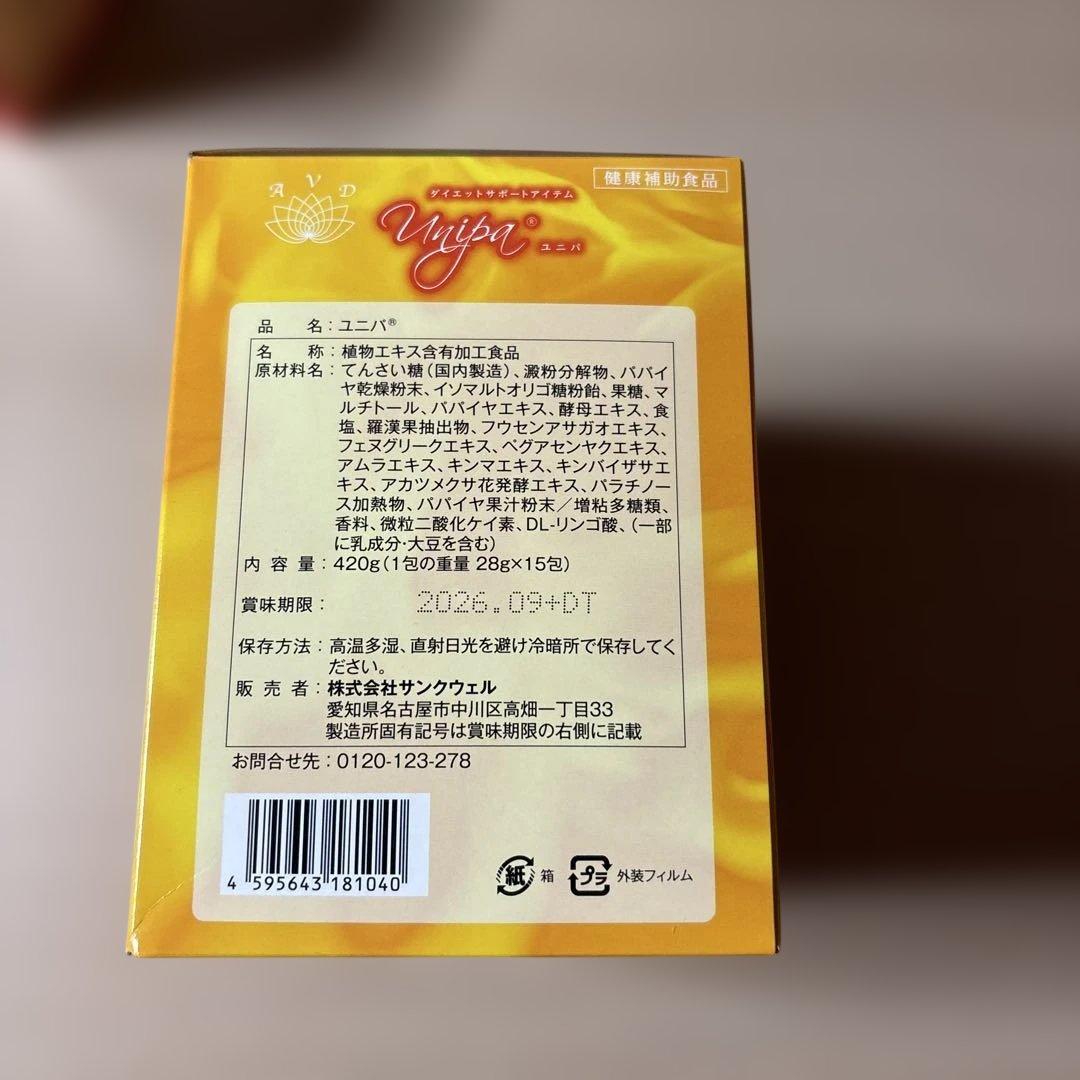 AVD
ダイエットサポートアイテム
Unipa®
ユニパ
健康補助食品
品名：ユニパ®
名称：植物エキス含有加工食品
原材料名：てんさい糖（国内製造）、澱粉分解物、パパイ
ヤ乾燥粉末、イソマルトオリゴ糖粉飴、果糖、マ
ルチトール、パパイヤエキス、酵母エキス、食
塩、羅漢果抽出物、フウセンアサガオエキス、
フェヌグリークエキス、ペグアセンヤクエキス、
アムラエキス、キンマエキス、キンバイザサエ
キス、アカツメクサ花発酵エキス、パラチノー
ス加熱物、パパイヤ果汁粉末／増粘多糖類、
香料、微粒二酸化ケイ素、DL-リンゴ酸、（一部
に乳成分・大豆を含む）
内容量：420g（1包の重量 28g×15包）
賞味期限：2026.09+DT
保存方法：高温多湿、直射日光を避け冷暗所で保存してく
ださい。
販売者：株式会社サンクウェル
愛知県名古屋市中川区高畑一丁目33
製造所固有記号は賞味期限の右側に記載
お問合せ先：0120-123-278
4 595643 181040
紙 箱 プラ 外装フィルム